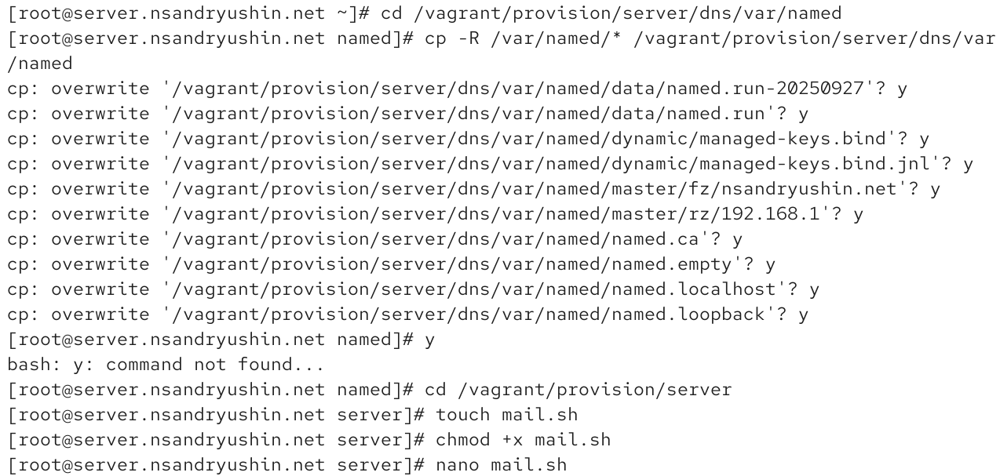 [root@server.nsandryushin.net ~]# cd /vagrant/provision/server/dns/var/named
[root@server.nsandryushin.net named]# cp -R /var/named/* /vagrant/provision/server/dns/var
/named
cp: overwrite '/vagrant/provision/server/dns/var/named/data/named.run-20250927'? y
cp: overwrite '/vagrant/provision/server/dns/var/named/data/named.run'? y
cp: overwrite '/vagrant/provision/server/dns/var/named/dynamic/managed-keys.bind'? y
cp: overwrite '/vagrant/provision/server/dns/var/named/dynamic/managed-keys.bind.jnl'? y
cp: overwrite '/vagrant/provision/server/dns/var/named/master/fz/nsandryushin.net'? y
cp: overwrite '/vagrant/provision/server/dns/var/named/master/rz/192.168.1'? y
cp: overwrite '/vagrant/provision/server/dns/var/named/named.ca'? y
cp: overwrite '/vagrant/provision/server/dns/var/named/named.empty'? y
cp: overwrite '/vagrant/provision/server/dns/var/named/named.localhost'? y
cp: overwrite '/vagrant/provision/server/dns/var/named/named.loopback'? y
[root@server.nsandryushin.net named]# y
bash: y: command not found...
[root@server.nsandryushin.net named]# cd /vagrant/provision/server
[root@server.nsandryushin.net server]# touch mail.sh
[root@server.nsandryushin.net server]# chmod +x mail.sh
[root@server.nsandryushin.net server]# nano mail.sh